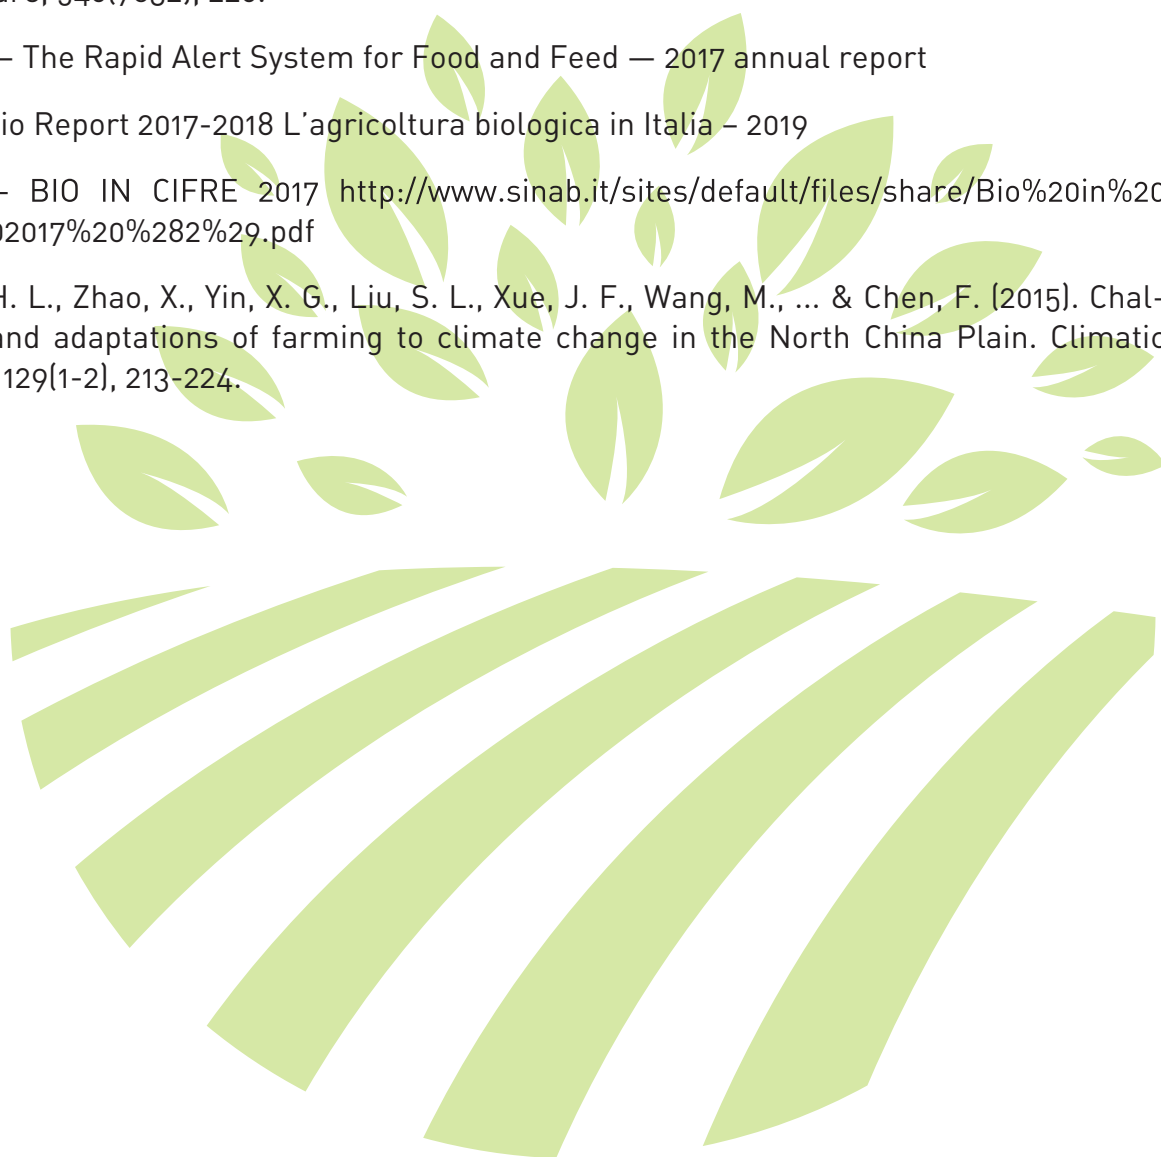 – The Rapid Alert System for Food and Feed — 2017 annual report
io Report 2017-2018 L’agricoltura biologica in Italia – 2019
– BIO IN CIFRE 2017 http://www.sinab.it/sites/default/files/share/Bio%20in%20
2017%20%282%29.pdf
H. L., Zhao, X., Yin, X. G., Liu, S. L., Xue, J. F., Wang, M., ... & Chen, F. (2015). Chal-
and adaptations of farming to climate change in the North China Plain. Climatic
129(1-2), 213-224.